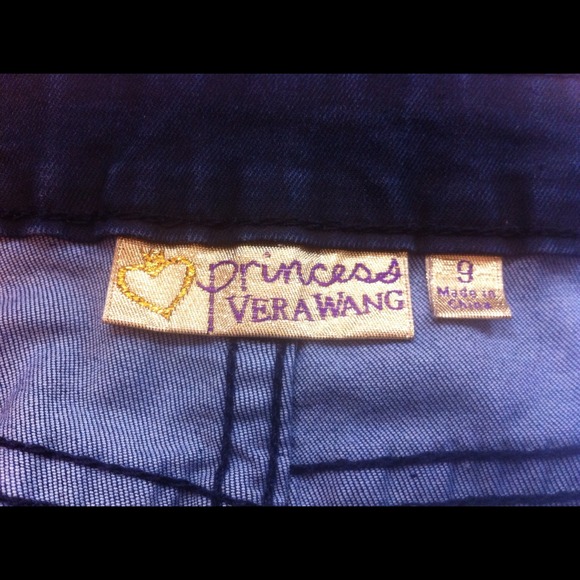 princess
VERA WANG
9
Made in
China